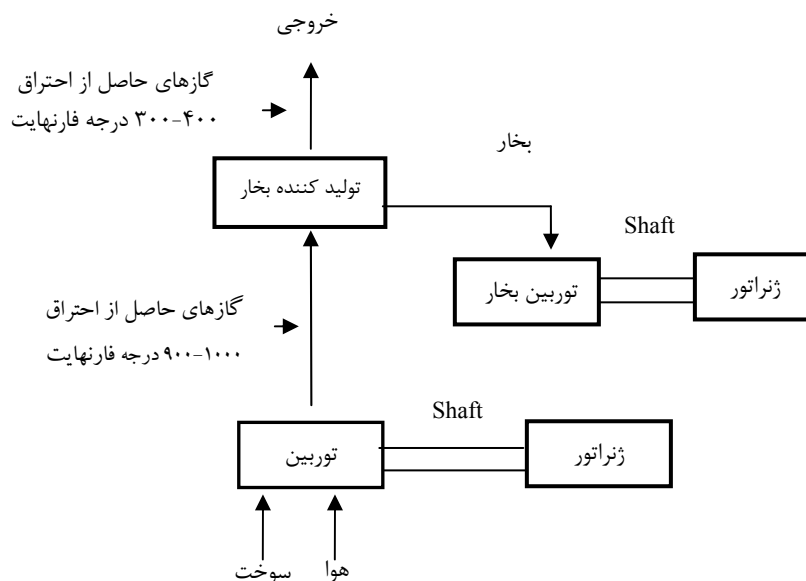 خروجی
گازهای حاصل از احتراق
۳۰۰-۴۰۰ درجه فارنهایت
بخار
تولید کننده بخار
Shaft
توربین بخار
ژنراتور
گازهای حاصل از احتراق
۹۰۰-۱۰۰۰ درجه فارنهایت
Shaft
توربین
ژنراتور
سوخت
هوا